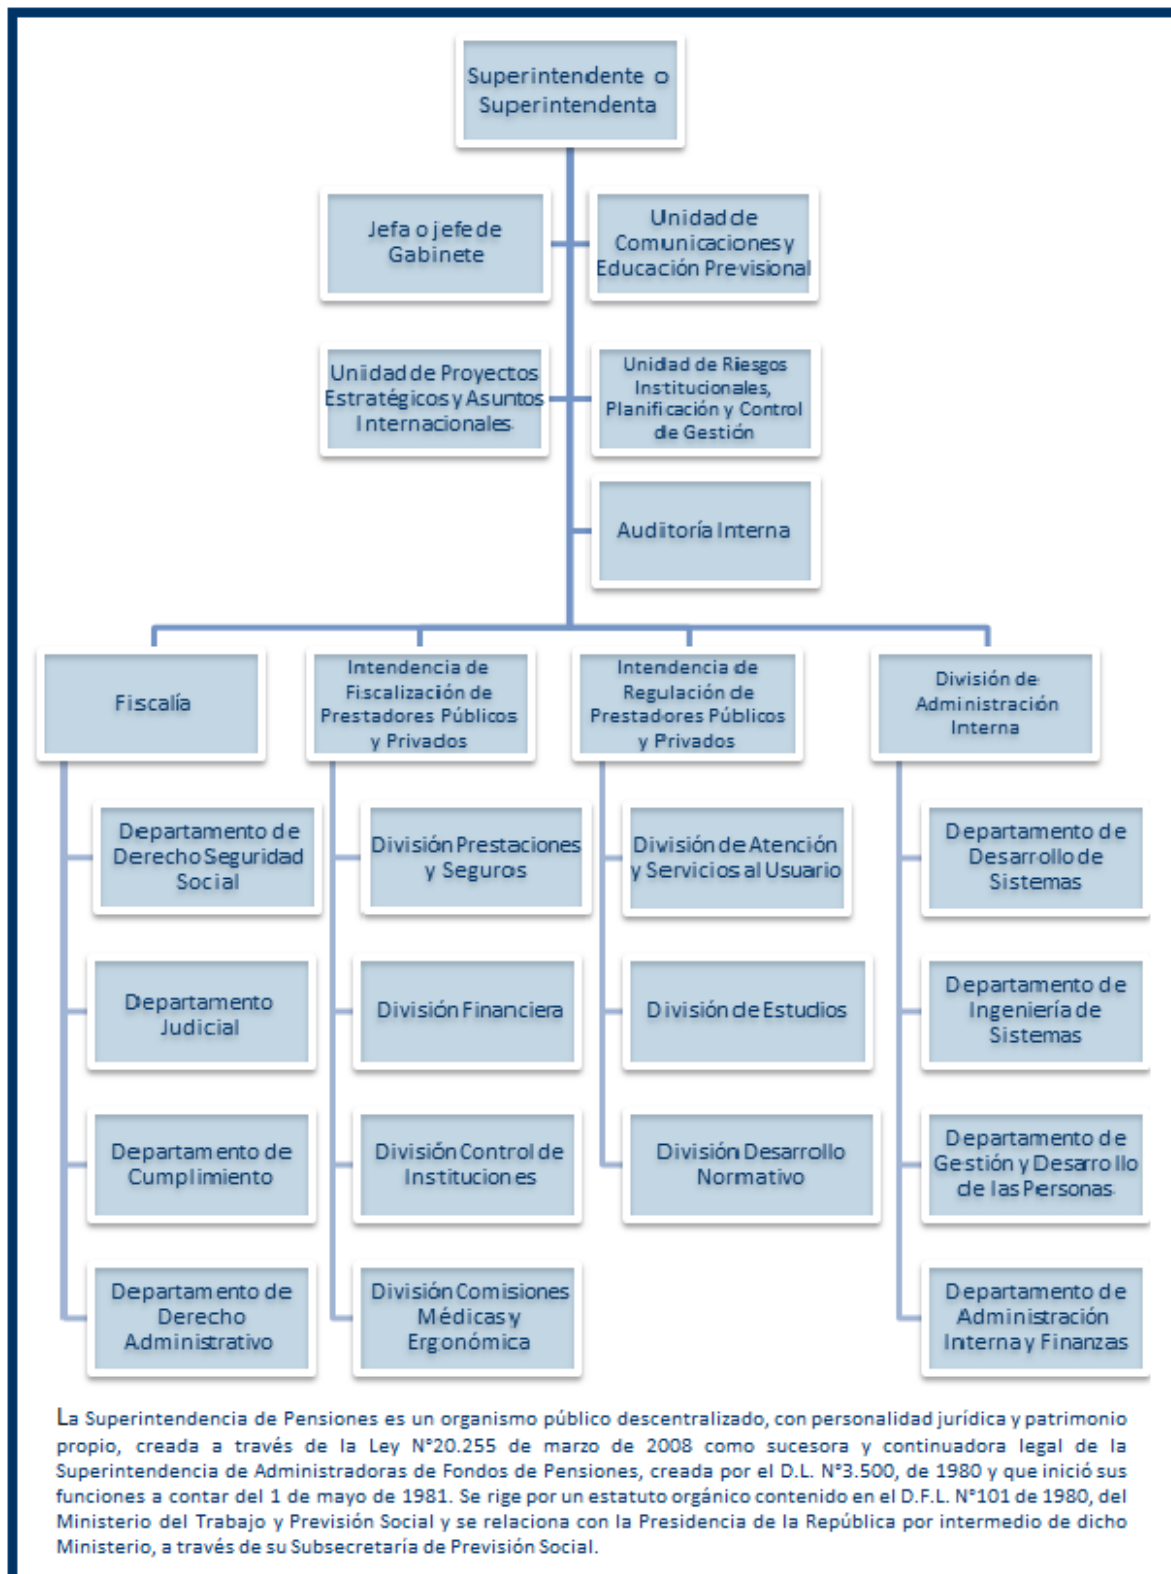 Superintendente o
Superintendenta
Jefa o jefe de
Gabinete
Unidad de
Comunicaciones y
Educación Previsional
Unidad de Proyectos
Estratégicos y Asuntos
Internacionales
Unidad de Riesgos
Institucionales,
Planificación y Control
de Gestión
Auditoría Interna
Fiscalía
Intendencia de
Fiscalización de
Prestadores Públicos
y Privados
Intendencia de
Regulación de
Prestadores Públicos
y Privados
División de
Administración
Interna
Departamento de
Derecho Seguridad
Social
División Prestaciones
y Seguros
División de Atención
y Servicios al Usuario
Departamento de
Desarrollo de
Sistemas
Departamento
Judicial
División Financiera
División de Estudios
Departamento de
Ingeniería de
Sistemas
Departamento de
Cumplimiento
División Control de
Instituciones
División Desarrollo
Normativo
Departamento de
Gestión y Desarrollo
de las Personas
Departamento de
Derecho
Administrativo
División Comisiones
Médicas y
Ergonómica
Departamento de
Administración
Interna y Finanzas
La Superintendencia de Pensiones es un organismo público descentralizado, con personalidad jurídica y patrimonio
propio, creada a través de la Ley N°20.255 de marzo de 2008 como sucesora y continuadora legal de la
Superintendencia de Administradoras de Fondos de Pensiones, creada por el D.L. N°3.500, de 1980 y que inició sus
funciones a contar del 1 de mayo de 1981. Se rige por un estatuto orgánico contenido en el D.F.L. N°101 de 1980, del
Ministerio del Trabajo y Previsión Social y se relaciona con la Presidencia de la República por intermedio de dicho
Ministerio, a través de su Subsecretaría de Previsión Social.